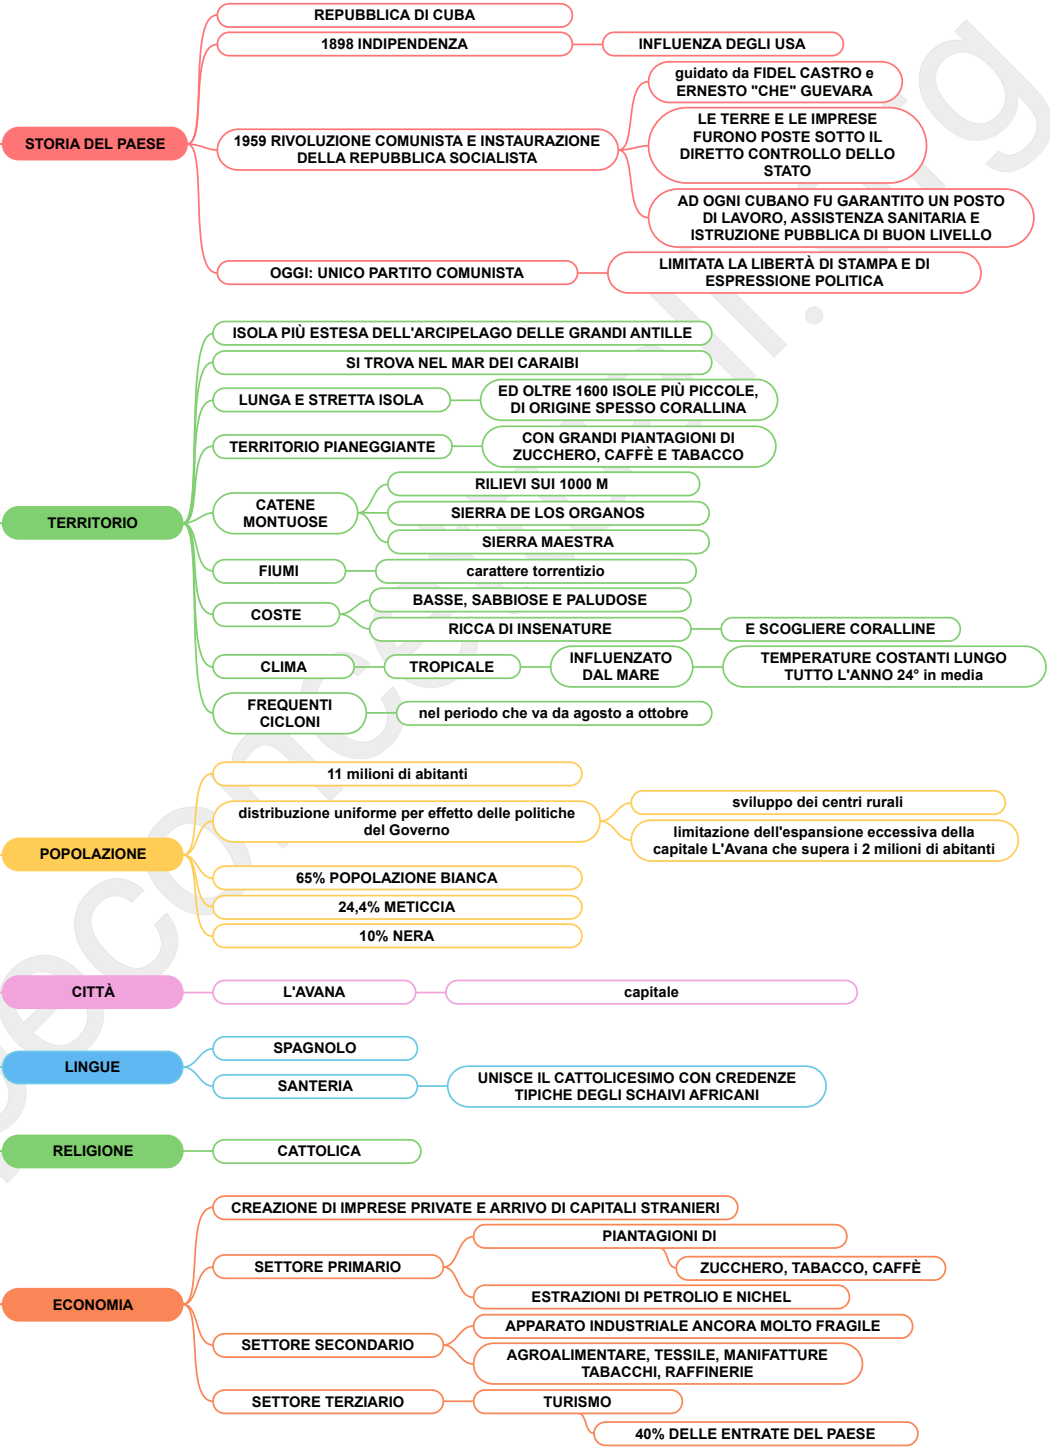 STORIA DEL PAESE
REPUBBLICA DI CUBA
1898 INDIPENDENZA
INFLUENZA DEGLI USA
1959 RIVOLUZIONE COMUNISTA E INSTAURAZIONE
DELLA REPUBBLICA SOCIALISTA
guidato da FIDEL CASTRO e
ERNESTO "CHE" GUEVARA
LE TERRE E LE IMPRESE
FURONO POSTE SOTTO IL
DIRETTO CONTROLLO DELLO
STATO
AD OGNI CUBANO FU GARANTITO UN POSTO
DI LAVORO, ASSISTENZA SANITARIA E
ISTRUZIONE PUBBLICA DI BUON LIVELLO
OGGI: UNICO PARTITO COMUNISTA
LIMITATA LA LIBERTÀ DI STAMPA E DI
ESPRESSIONE POLITICA
TERRITORIO
ISOLA PIÙ ESTESA DELL'ARCIPELAGO DELLE GRANDI ANTILLE
SI TROVA NEL MAR DEI CARAIBI
LUNGA E STRETTA ISOLA
ED OLTRE 1600 ISOLE PIÙ PICCOLE,
DI ORIGINE SPESSO CORALLINA
TERRITORIO PIANEGGIANTE
CON GRANDI PIANTAGIONI DI
ZUCCHERO, CAFFÈ E TABACCO
CATENE
MONTUOSE
RILIEVI SUI 1000 M
SIERRA DE LOS ORGANOS
SIERRA MAESTRA
FIUMI
carattere torrentizio
COSTE
BASSE, SABBIOSE E PALUDOSE
RICCA DI INSENATURE
E SCOGLIERE CORALLINE
CLIMA
TROPICALE
INFLUENZATO
DAL MARE
TEMPERATURE COSTANTI LUNGO
TUTTO L'ANNO 24° in media
FREQUENTI
CICLONI
nel periodo che va da agosto a ottobre
POPOLAZIONE
11 milioni di abitanti
distribuzione uniforme per effetto delle politiche
del Governo
sviluppo dei centri rurali
limitazione dell'espansione eccessiva della
capitale L'Avana che supera i 2 milioni di abitanti
65% POPOLAZIONE BIANCA
24,4% METICCIA
10% NERA
CITTÀ
L'AVANA
capitale
LINGUE
SPAGNOLO
SANTERIA
UNISCE IL CATTOLICESIMO CON CREDENZE
TIPICHE DEGLI SCHAIVI AFRICANI
RELIGIONE
CATTOLICA
ECONOMIA
CREAZIONE DI IMPRESE PRIVATE E ARRIVO DI CAPITALI STRANIERI
SETTORE PRIMARIO
PIANTAGIONI DI
ZUCCHERO, TABACCO, CAFFÈ
ESTRAZIONI DI PETROLIO E NICHEL
SETTORE SECONDARIO
APPARATO INDUSTRIALE ANCORA MOLTO FRAGILE
AGROALIMENTARE, TESSILE, MANIFATTURE
TABACCHI, RAFFINERIE
SETTORE TERZIARIO
TURISMO
40% DELLE ENTRATE DEL PAESE